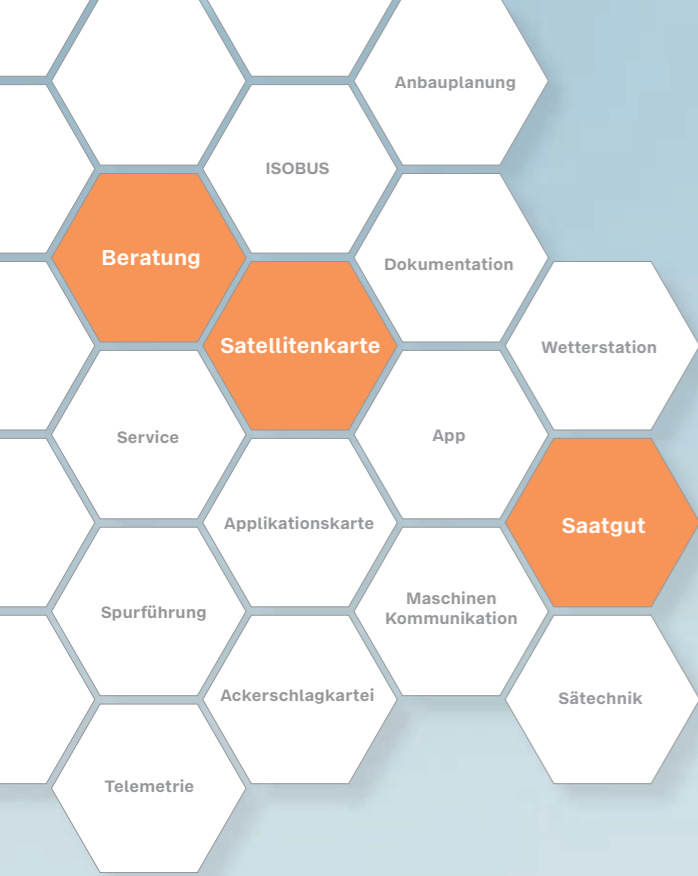 Anbauplanung
ISOBUS
Beratung
Dokumentation
Satellitenkarte
Wetterstation
Service
App
Applikationskarte
Saatgut
Maschinen
Kommunikation
Spurführung
Ackerschlagkartei
Sätechnik
Telemetrie